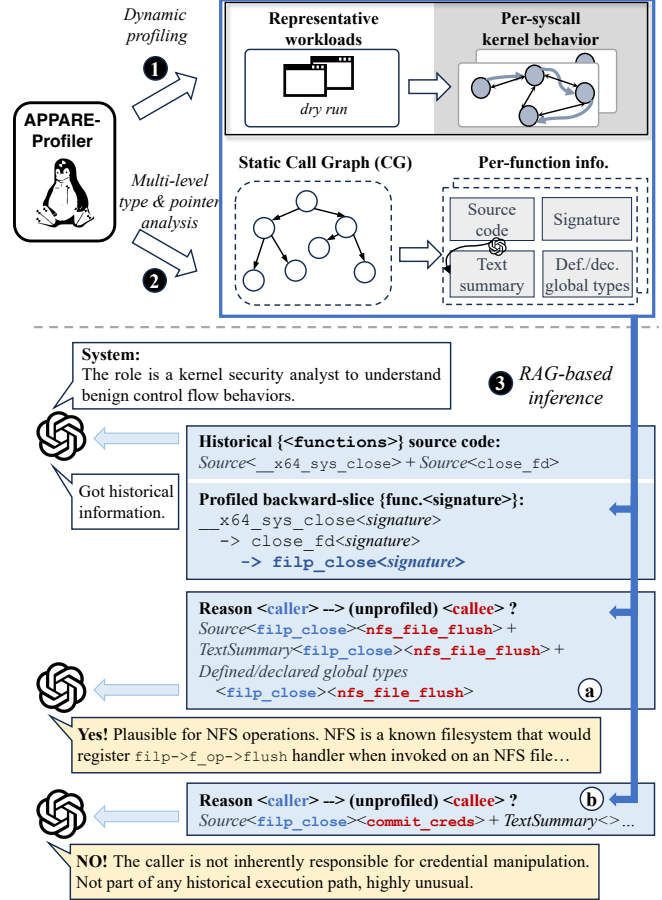 Dynamic
profiling
1
APPARE-
Profiler
Multi-level
type & pointer
analysis
2
Representative
workloads
dry run
Per-syscall
kernel behavior
Static Call Graph (CG)
Per-function info.
Source
code
Signature
Text
summary
Def./dec.
global types
System:
The role is a kernel security analyst to understand
benign control flow behaviors.
3 RAG-based
inference
Got historical
information.
Historical {<functions>} source code:
Source<__x64_sys_close> + Source<close_fd>
Profiled backward-slice {func.<signature>}:
__x64_sys_close<signature>
-> close_fd<signature>
-> filp_close<signature>
Reason <caller> --> (unprofiled) <callee> ?
Source<filp_close><nfs_file_flush> +
TextSummary<filp_close><nfs_file_flush> +
Defined/declared global types
<filp_close><nfs_file_flush>
a
Yes! Plausible for NFS operations. NFS is a known filesystem that would
register filp->f_op->flush handler when invoked on an NFS file…
Reason <caller> --> (unprofiled) <callee> ?
b
Source<filp_close><commit_creds> + TextSummary<>…
NO! The caller is not inherently responsible for credential manipulation.
Not part of any historical execution path, highly unusual.